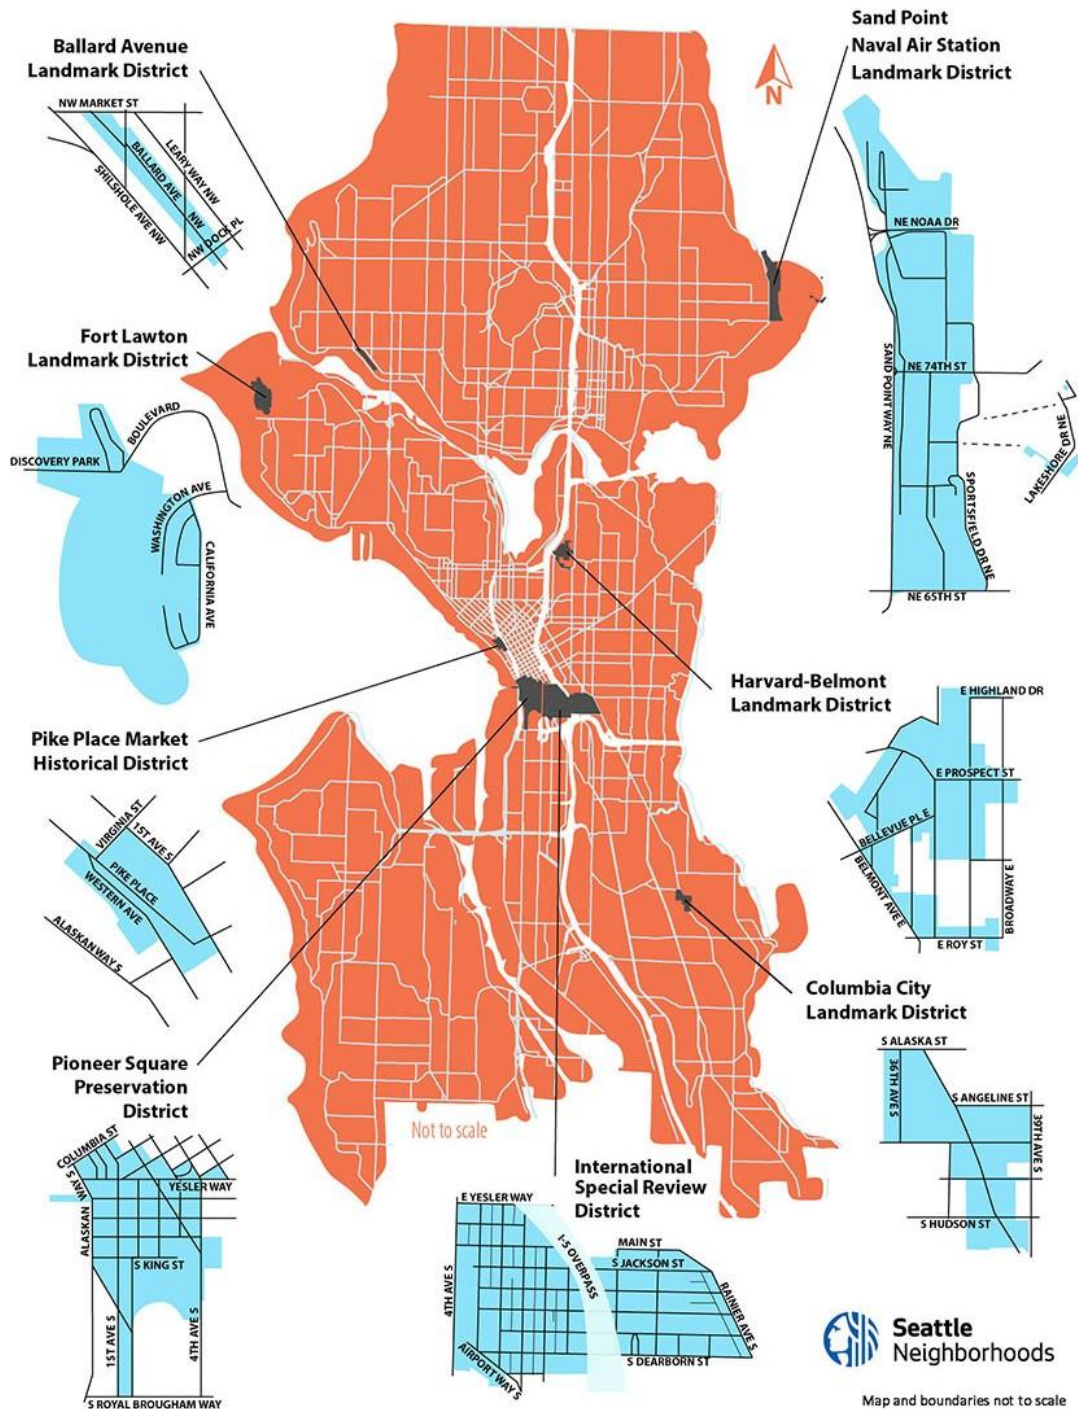 Ballard Avenue
Landmark District
NW MARKET ST
LEARY WAY NW
BALLARD AVE NW
SHILSHOLE AVE NW
NW DOCK PL
Sand Point
Naval Air Station
Landmark District
N
NE NOAA DR
SAND POINT WAY NE
NE 74TH ST
LAKESHORE DR NE
SPORTSFIELD DR NE
NE 65TH ST
Fort Lawton
Landmark District
BOULEVARD
DISCOVERY PARK
WASHINGTON AVE
CALIFORNIA AVE
Harvard-Belmont
Landmark District
E HIGHLAND DR
E PROSPECT ST
BELLEVUE PL E
BELMONT AVE E
BROADWAY E
E ROY ST
Pike Place Market
Historical District
VIRGINIA ST
1ST AVE S
PIKE PLACE
WESTERN AVE
ALASKAN WAY S
Columbia City
Landmark District
S ALASKA ST
36TH AVE S
S ANGELINE ST
39TH AVE S
S HUDSON ST
Pioneer Square
Preservation
District
COLUMBIA ST
YESLER WAY
ALASKAN WAY S
S KING ST
1ST AVE S
4TH AVE S
S ROYAL BROUGHAM WAY
Not to scale
International
Special Review
District
E YESLER WAY
I-5 OVERPASS
MAIN ST
S JACKSON ST
4TH AVE S
RAINIER AVE S
AIRPORT WAY S
S DEARBORN ST
Seattle
Neighborhoods
Map and boundaries not to scale